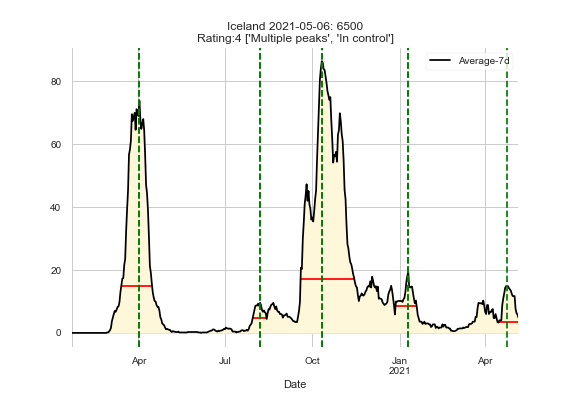 Iceland 2021-05-06: 6500
Rating:4 ['Multiple peaks', 'In control']
Average-7d
80
60
40
20
0
Apr
Jul
Oct
Jan
2021
Apr
Date